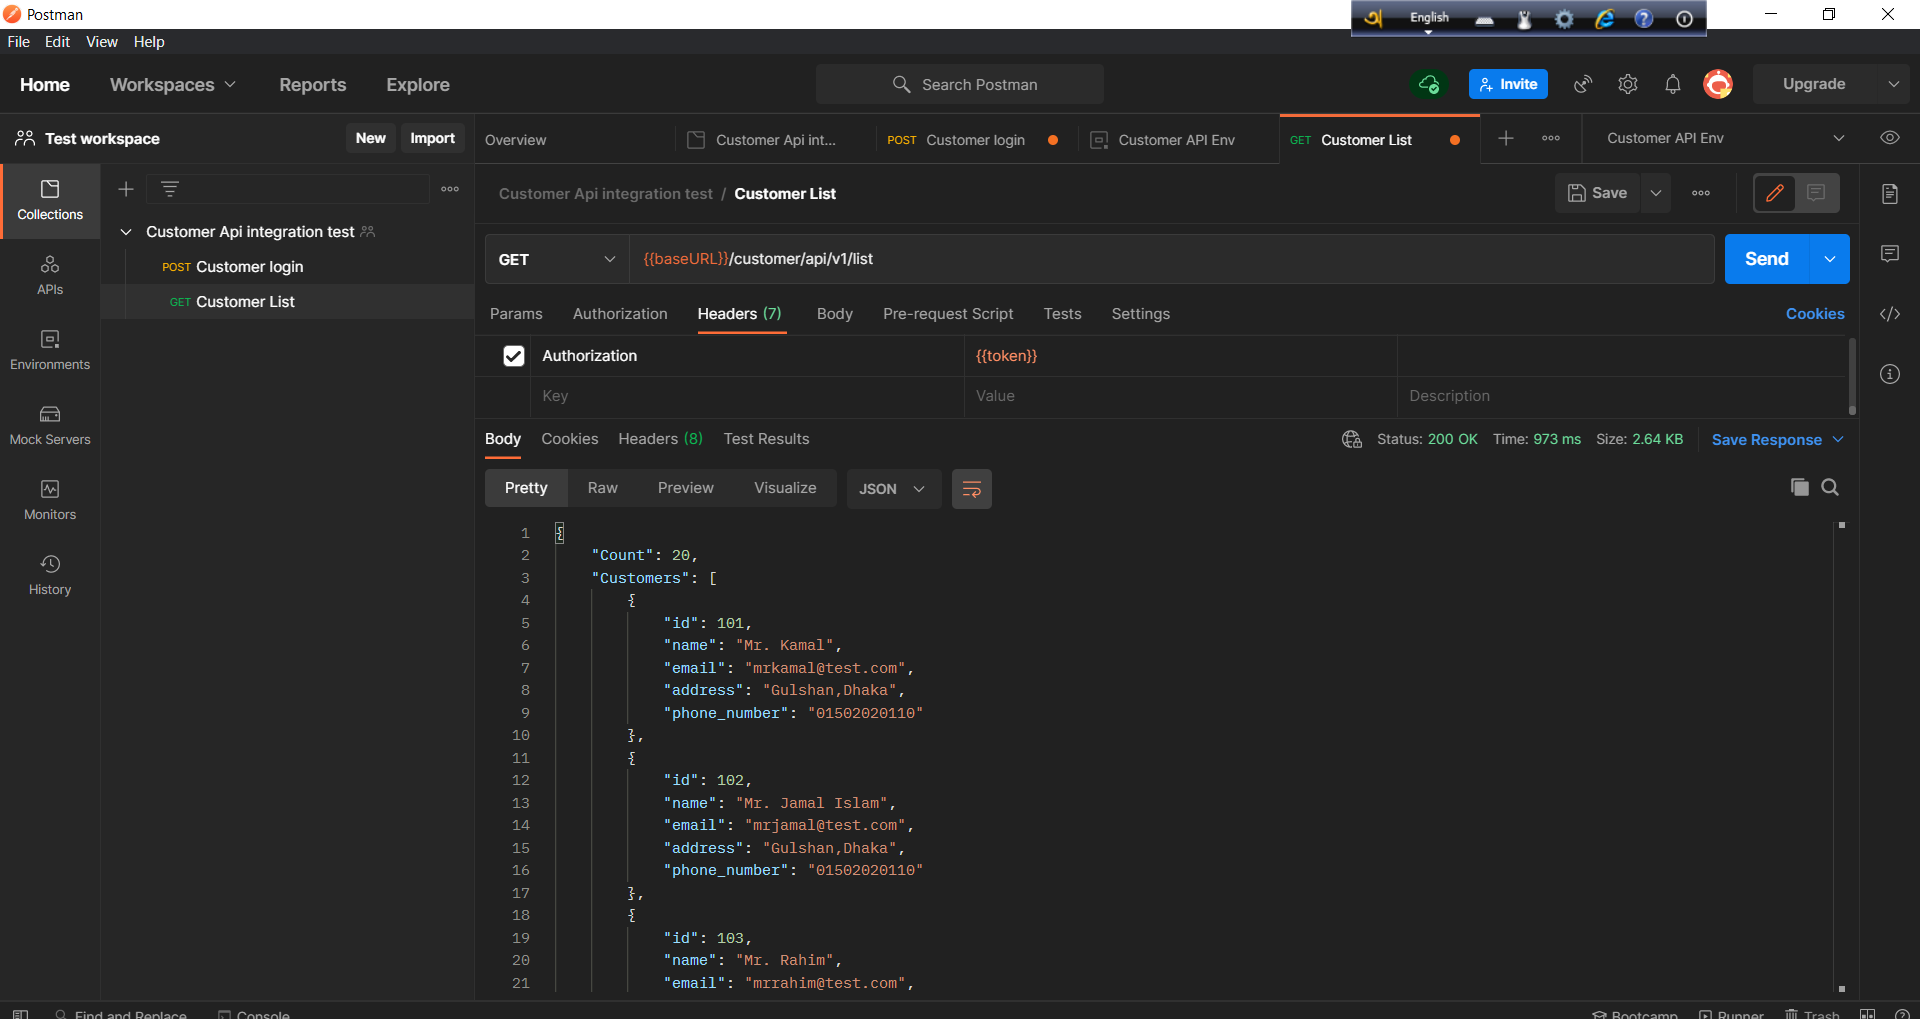 Postman
English
File Edit View Help
Home Workspaces Reports Explore Search Postman Invite Upgrade
Test workspace New Import Overview Customer Api int... POST Customer login Customer API Env GET Customer List Customer API Env
Customer Api integration test / Customer List Save
Collections
Customer Api integration test
POST Customer login
GET Customer List
APIs
Environments
Mock Servers
Monitors
History
GET {{baseURL}}/customer/api/v1/list Send
Params Authorization Headers (7) Body Pre-request Script Tests Settings Cookies
Authorization {{token}}
Key Value Description
Body Cookies Headers (8) Test Results Status: 200 OK Time: 973 ms Size: 2.64 KB Save Response
Pretty Raw Preview Visualize JSON
1 {
2 "Count": 20,
3 "Customers": [
4 {
5 "id": 101,
6 "name": "Mr. Kamal",
7 "email": "mrkamal@test.com",
8 "address": "Gulshan,Dhaka",
9 "phone_number": "01502020110"
10 },
11 {
12 "id": 102,
13 "name": "Mr. Jamal Islam",
14 "email": "mrjamal@test.com",
15 "address": "Gulshan,Dhaka",
16 "phone_number": "01502020110"
17 },
18 {
19 "id": 103,
20 "name": "Mr. Rahim",
21 "email": "mrrahim@test.com",
Find and Replace Console Bootcamp Runner Trash